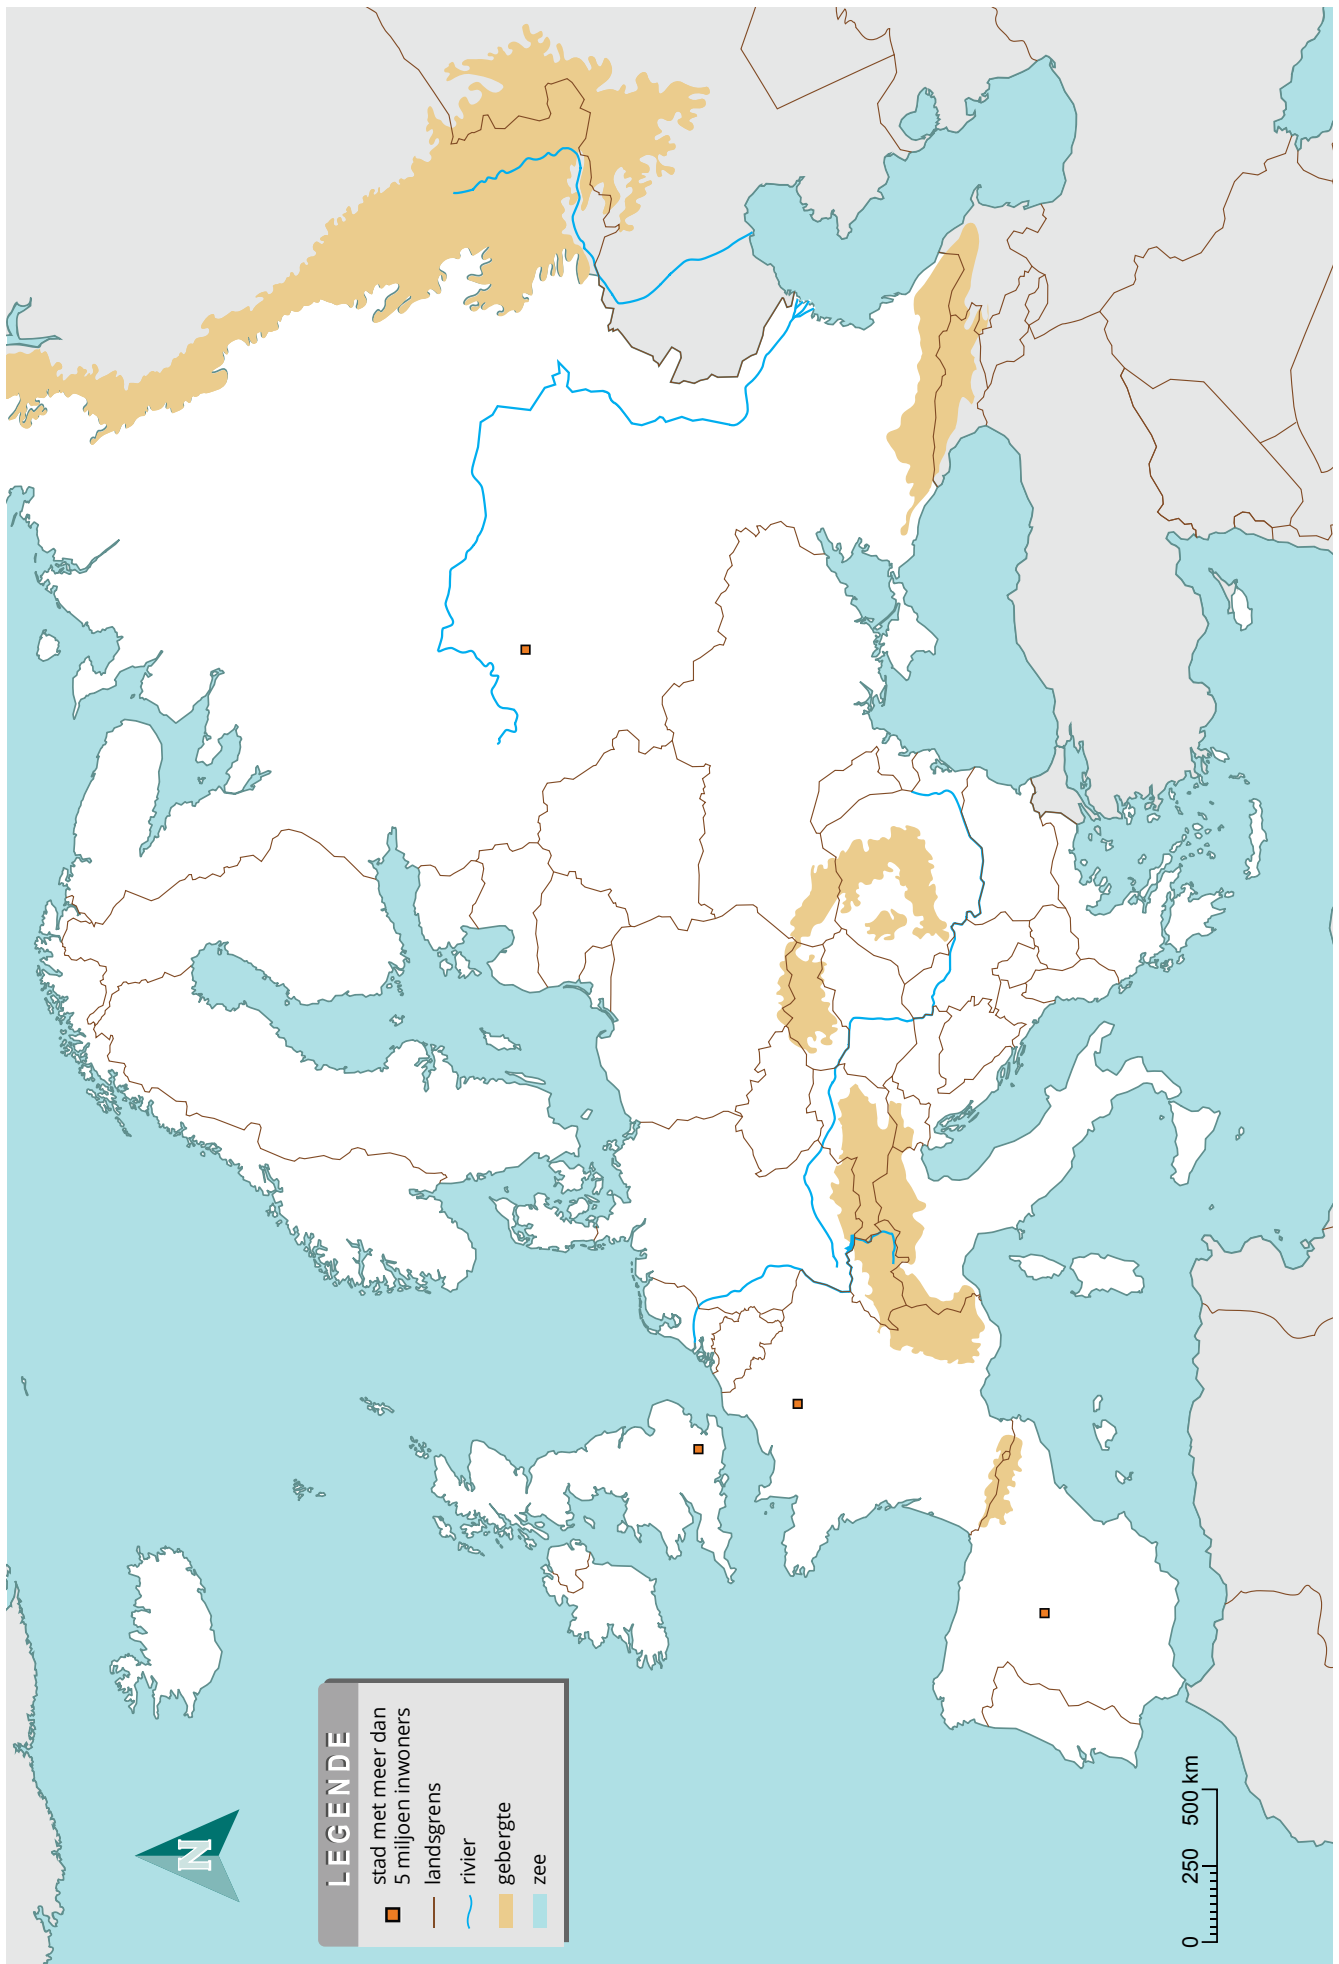 N
LEGENDE
stad met meer dan
5 miljoen inwoners
landsgrens
rivier
gebergte
zee
0 250 500 km